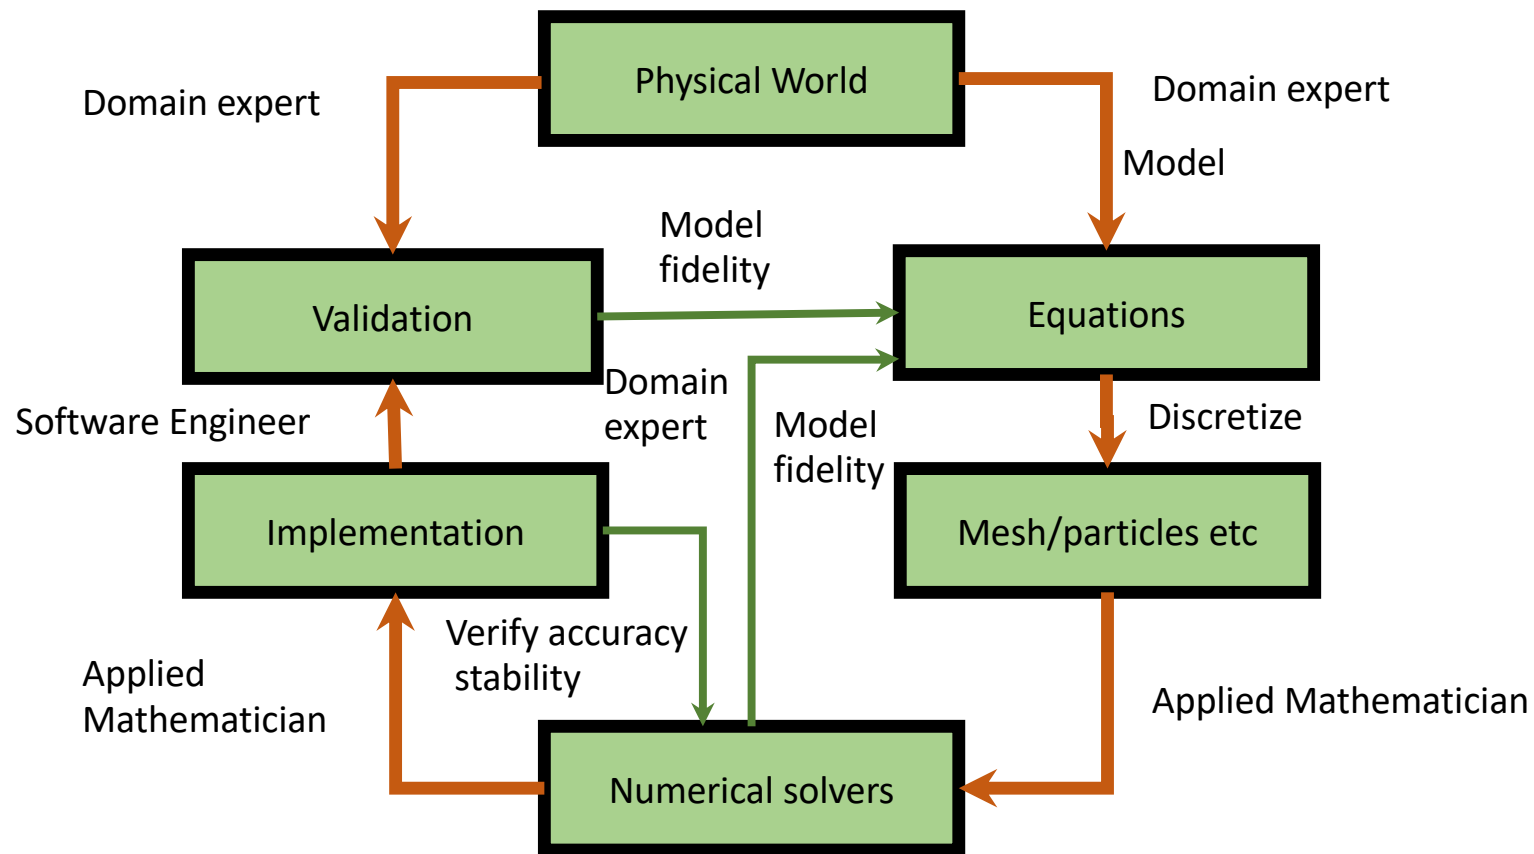 Physical World
Domain expert
Domain expert
Model
Model
fidelity
Validation
Equations
Domain
expert
Software Engineer
Model
fidelity
Discretize
Implementation
Mesh/particles etc
Verify accuracy
stability
Applied
Mathematician
Applied Mathematician
Numerical solvers